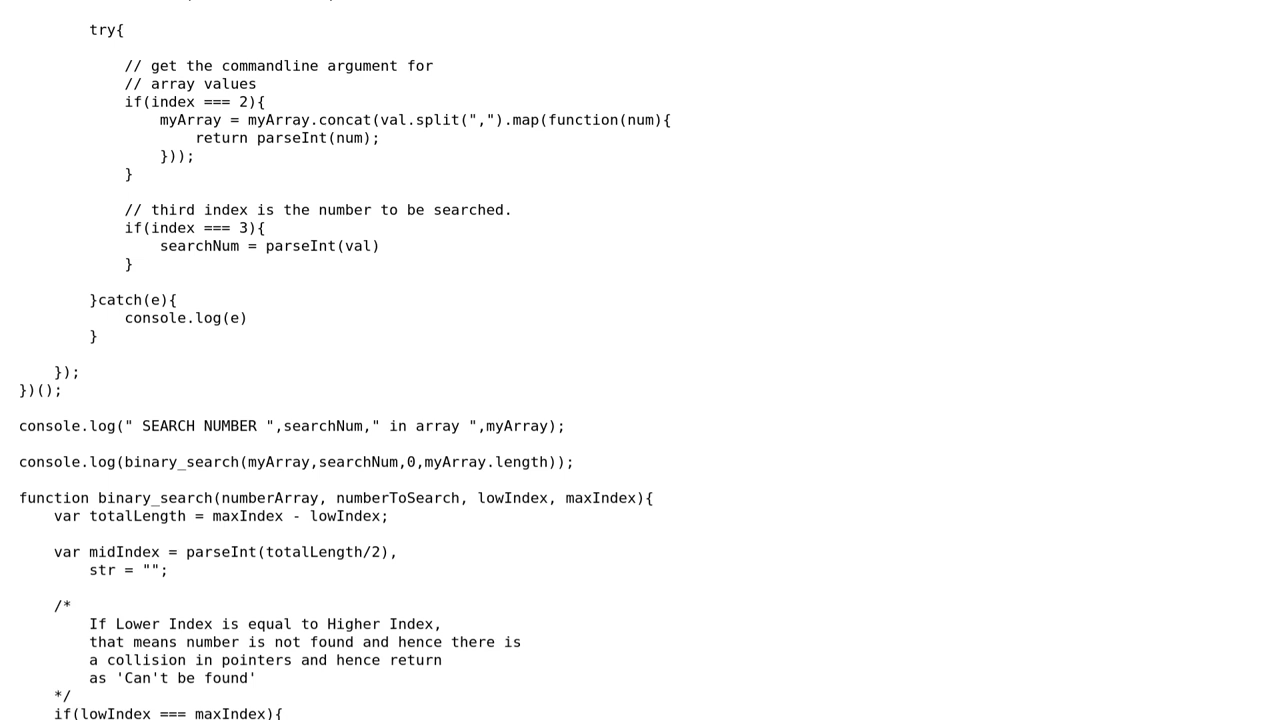 try{
// get the commandline argument for
// array values
if(index === 2){
myArray = myArray.concat(val.split(",").map(function(num){
return parseInt(num);
}));
}
// third index is the number to be searched.
if(index === 3){
searchNum = parseInt(val)
}
}catch(e){
console.log(e)
}
});
})();
console.log(" SEARCH NUMBER ",searchNum," in array ",myArray);
console.log(binary_search(myArray,searchNum,0,myArray.length));
function binary_search(numberArray, numberToSearch, lowIndex, maxIndex){
var totalLength = maxIndex - lowIndex;
var midIndex = parseInt(totalLength/2),
str = "";
/*
If Lower Index is equal to Higher Index,
that means number is not found and hence there is
a collision in pointers and hence return
as 'Can't be found'
*/
if(lowIndex === maxIndex){